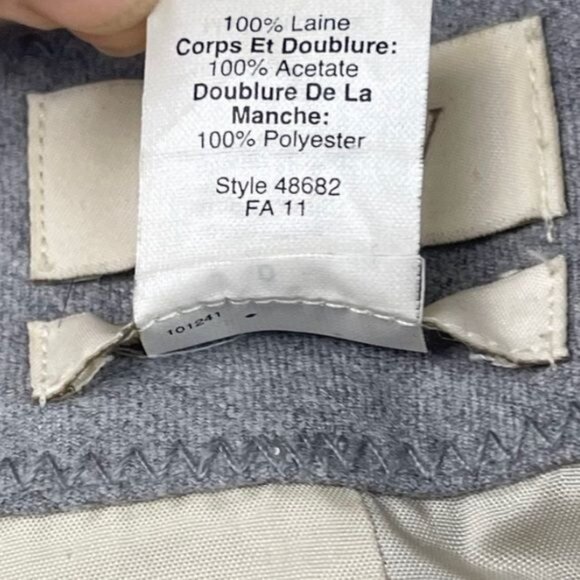 100% Laine
Corps Et Doublure:
100% Acetate
Doublure De La
Manche:
100% Polyester
Style 48682
FA 11
101241